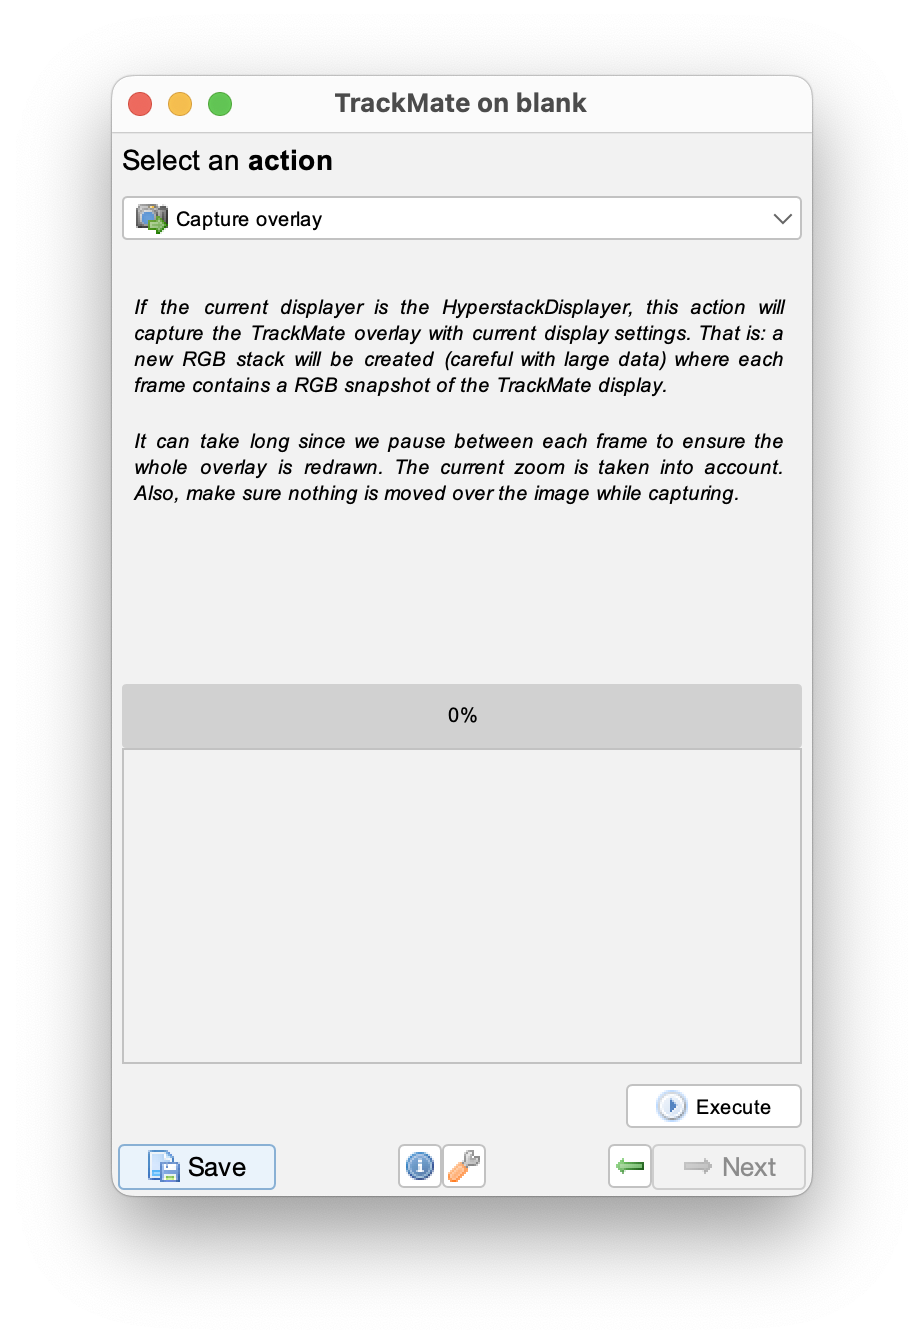 TrackMate on blank
Select an action
Capture overlay
If the current displayer is the HyperstackDisplayer, this action will
capture the TrackMate overlay with current display settings. That is: a
new RGB stack will be created (careful with large data) where each
frame contains a RGB snapshot of the TrackMate display.
It can take long since we pause between each frame to ensure the
whole overlay is redrawn. The current zoom is taken into account.
Also, make sure nothing is moved over the image while capturing.
0%
Execute
Save
Next